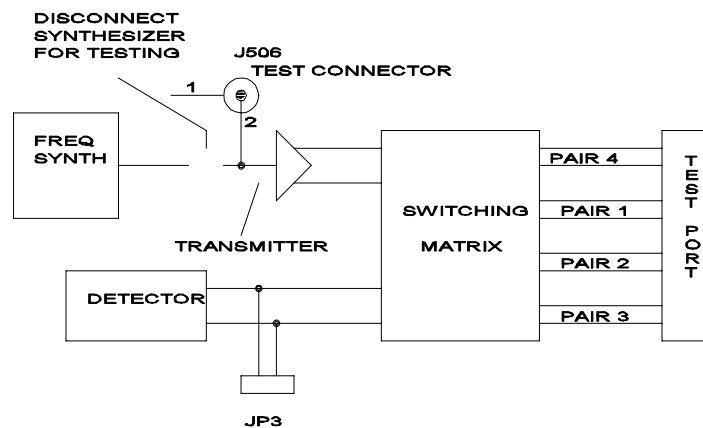 DISCONNECT
SYNTHESIZER
FOR TESTING
J506
TEST CONNECTOR
1
2
FREQ
SYNTH
TRANSMITTER
SWITCHING
MATRIX
PAIR 4
PAIR 1
PAIR 2
PAIR 3
TEST PORT
DETECTOR
JP3